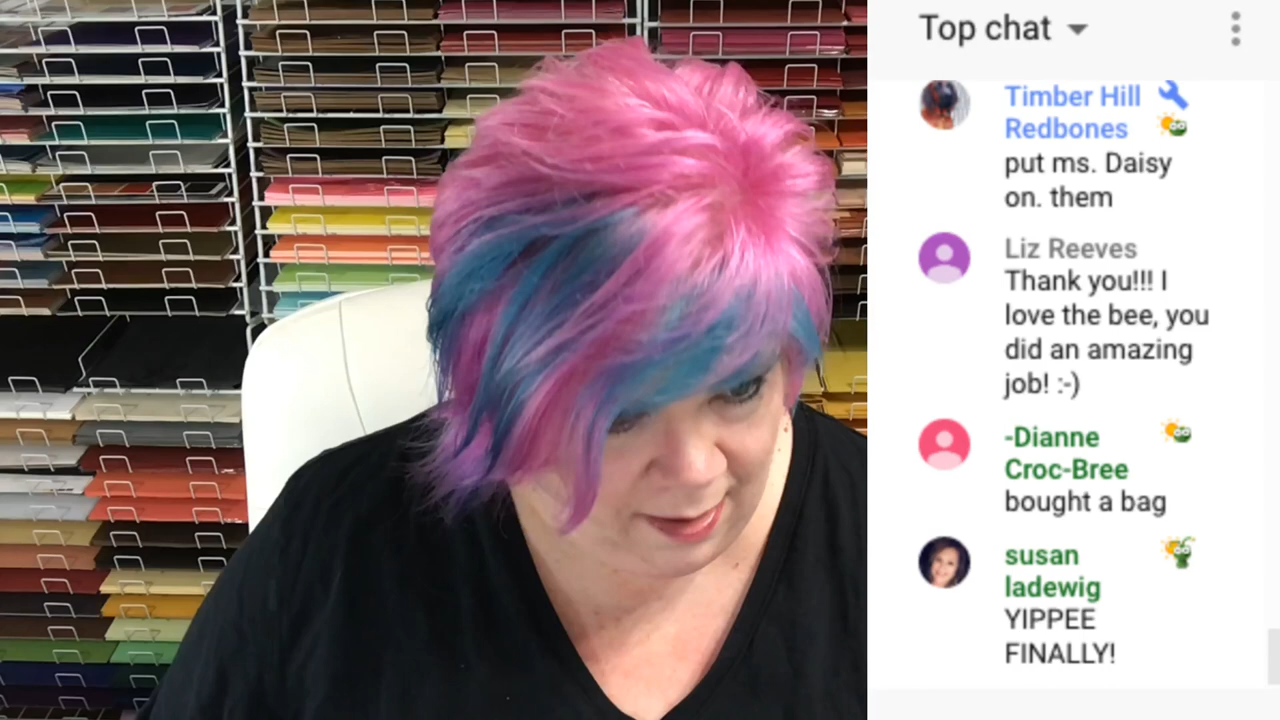 Top chat
Timber Hill
Redbones
put ms. Daisy
on. them
Liz Reeves
Thank you!!! I
love the bee, you
did an amazing
job! :-)
-Dianne
Croc-Bree
bought a bag
susan
ladewig
YIPPEE
FINALLY!